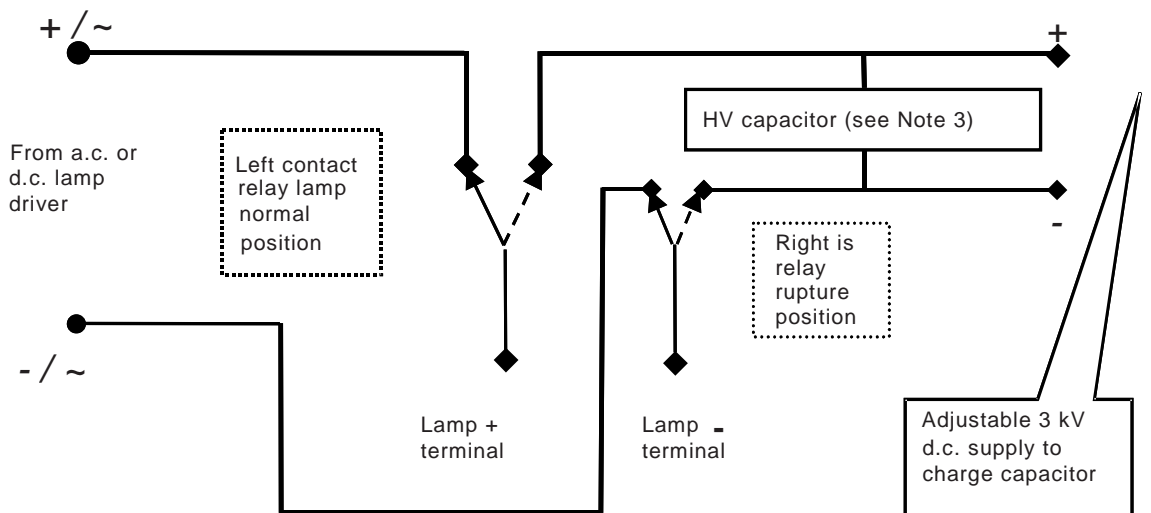 + / ~
+
HV capacitor (see Note 3)
From a.c. or
d.c. lamp
driver
Left contact
relay lamp
normal
position
-
Right is
relay
rupture
position
- / ~
Lamp +
terminal
Lamp -
terminal
Adjustable 3 kV
d.c. supply to
charge capacitor